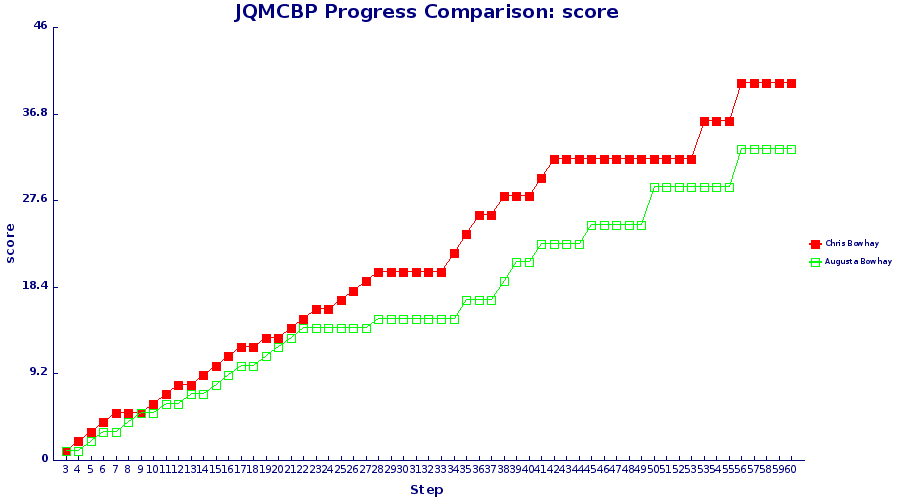 JQMCBP Progress Comparison: score
46
36.8
27.6
18.4
9.2
0
score
3 4 5 6 7 8 9 10 11 12 13 14 15 16 17 18 19 20 21 22 23 24 25 26 27 28 29 30 31 32 33 34 35 36 37 38 39 40 41 42 43 44 45 46 47 48 49 50 51 52 53 54 55 56 57 58 59 60
Step
Chris Bowhay
Augusta Bowhay